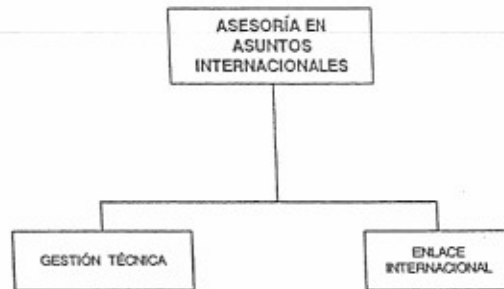 ASESORÍA EN
ASUNTOS
INTERNACIONALES
GESTIÓN TÉCNICA
ENLACE
INTERNACIONAL